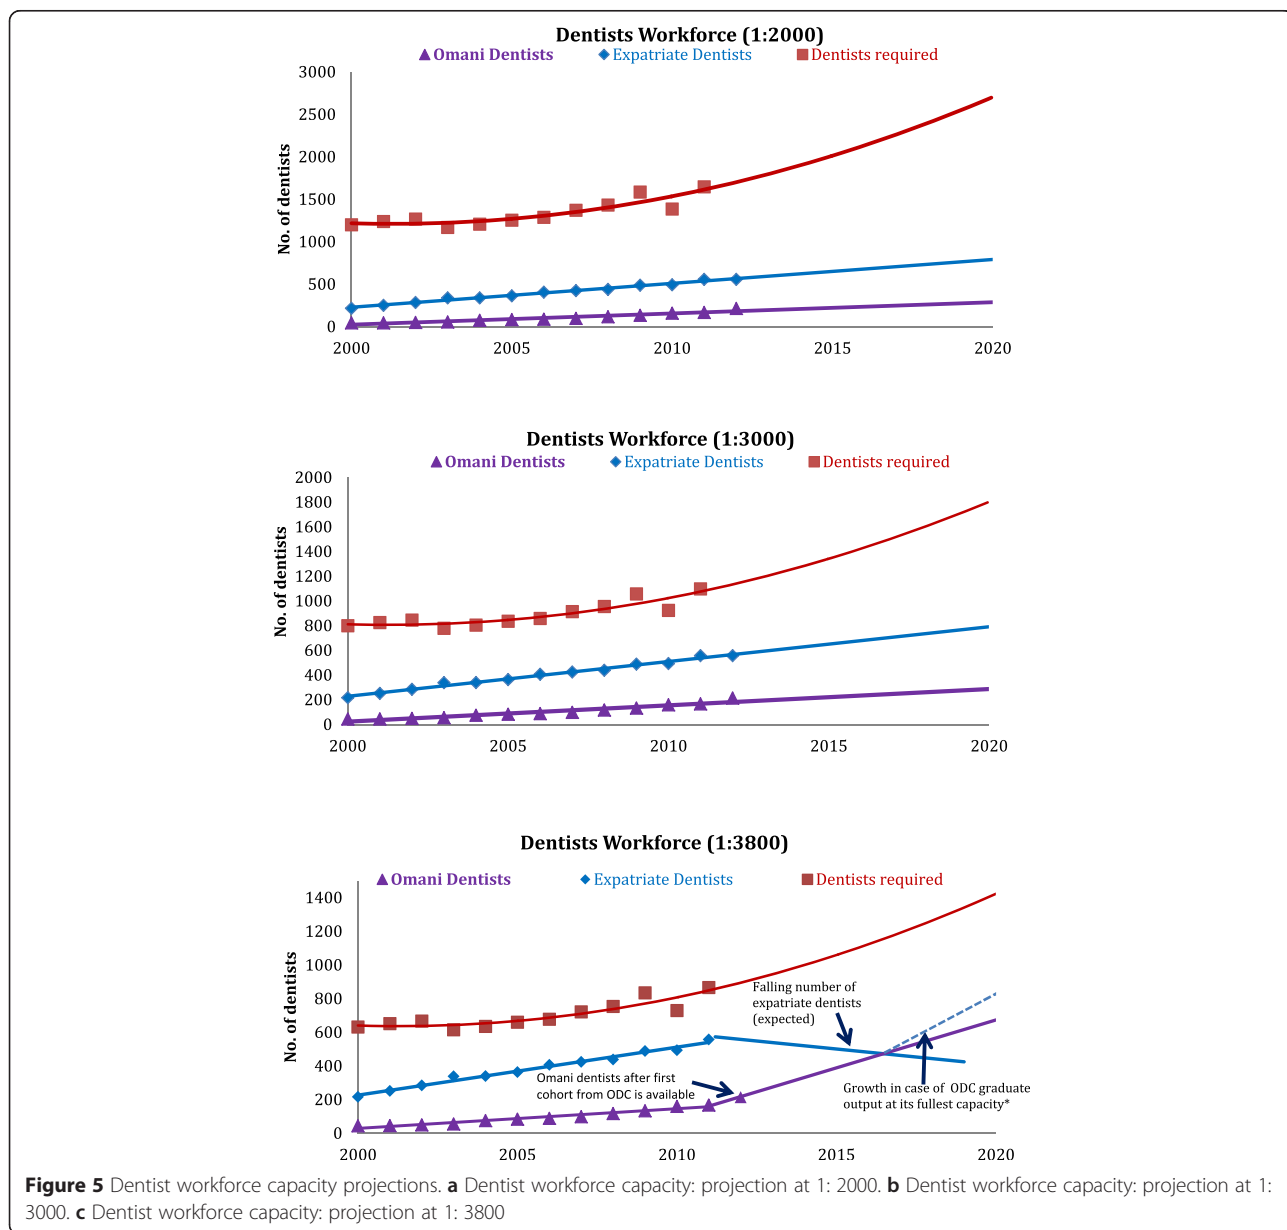 Dentists Workforce (1:2000)
Omani Dentists Expatriate Dentists Dentists required
3000
2500
2000
1500
1000
500
0
No. of dentists
2000 2005 2010 2015 2020
Dentists Workforce (1:3000)
Omani Dentists Expatriate Dentists Dentists required
2000
1800
1600
1400
1200
1000
800
600
400
200
0
No. of dentists
2000 2005 2010 2015 2020
Dentists Workforce (1:3800)
Omani Dentists Expatriate Dentists Dentists required
1400
1200
1000
800
600
400
200
0
No. of dentists
Falling number of
expatriate dentists
(expected)
Omani dentists after first
cohort from ODC is available
Growth in case of ODC graduate
output at its fullest capacity*
2000 2005 2010 2015 2020
Figure 5 Dentist workforce capacity projections. a Dentist workforce capacity: projection at 1: 2000. b Dentist workforce capacity: projection at 1:
3000. c Dentist workforce capacity: projection at 1: 3800